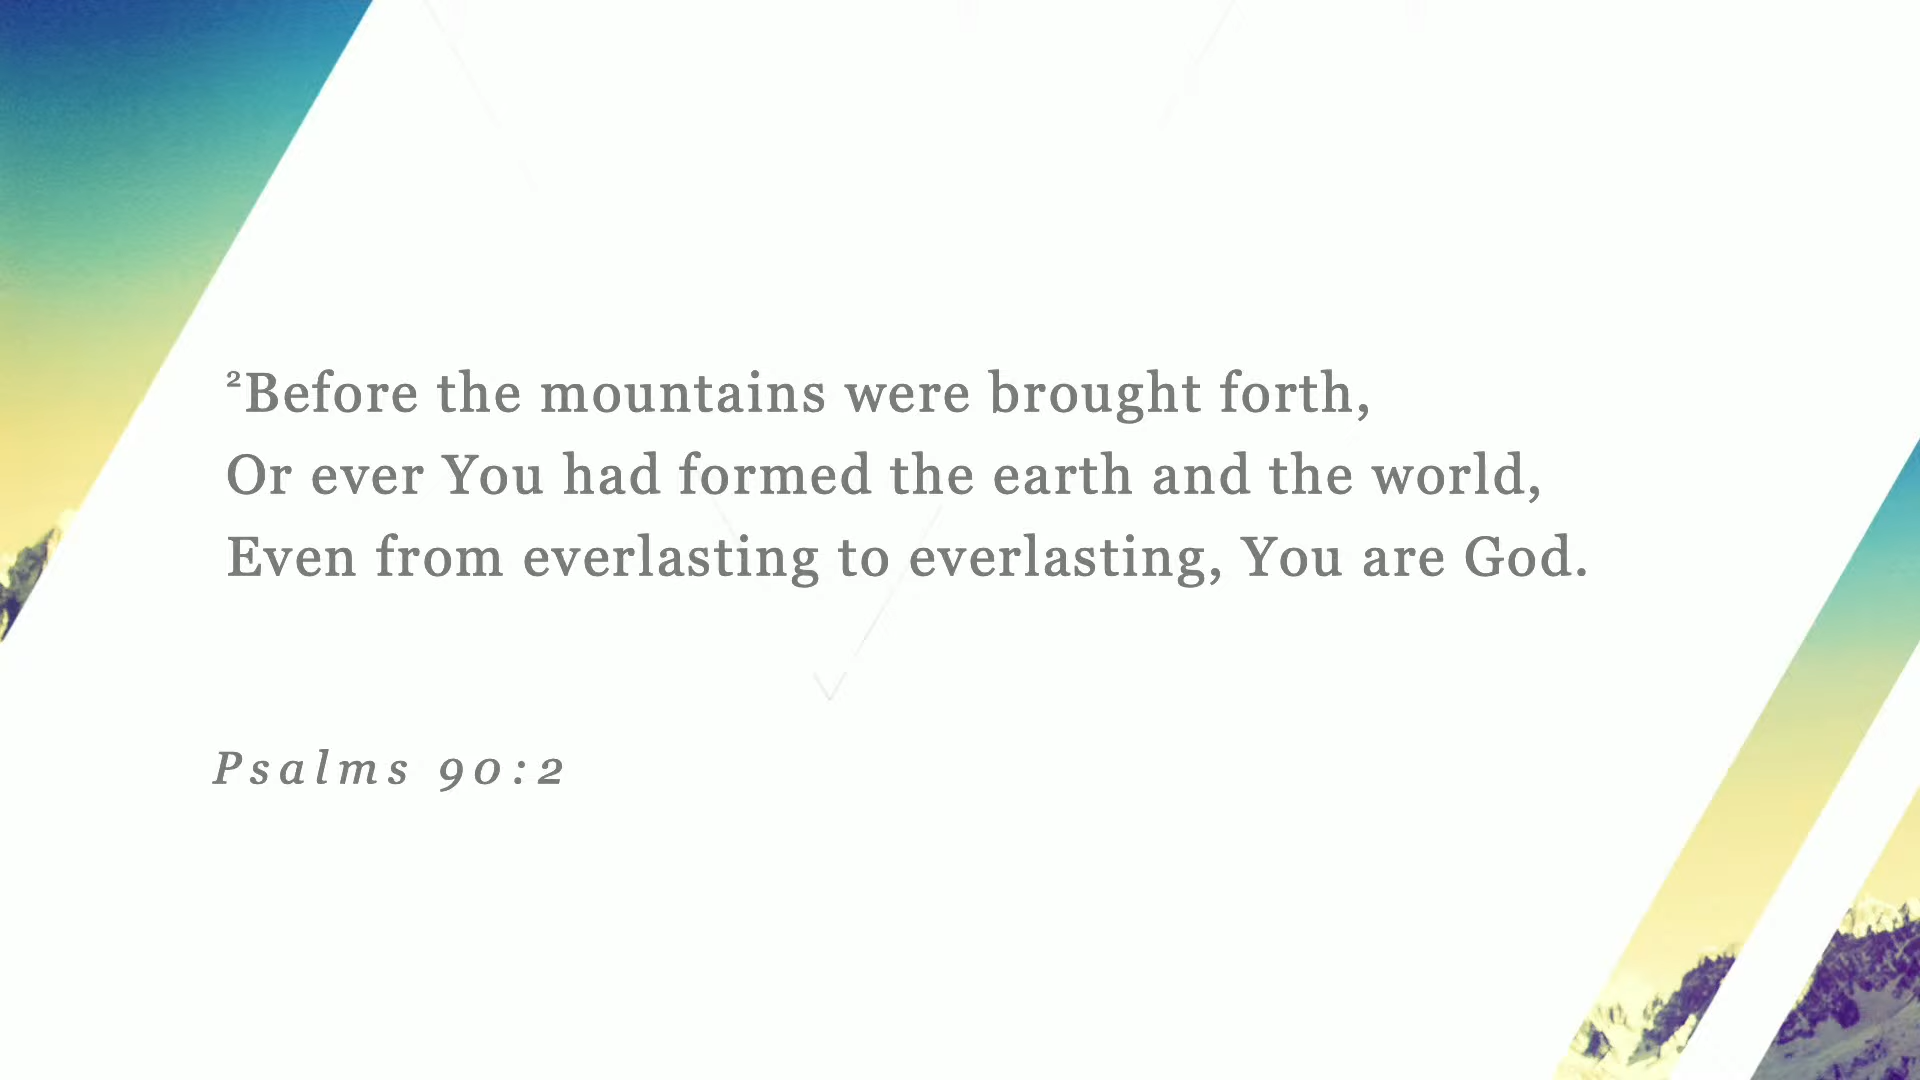 ²Before the mountains were brought forth,
Or ever You had formed the earth and the world,
Even from everlasting to everlasting, You are God.
Psalms 90:2